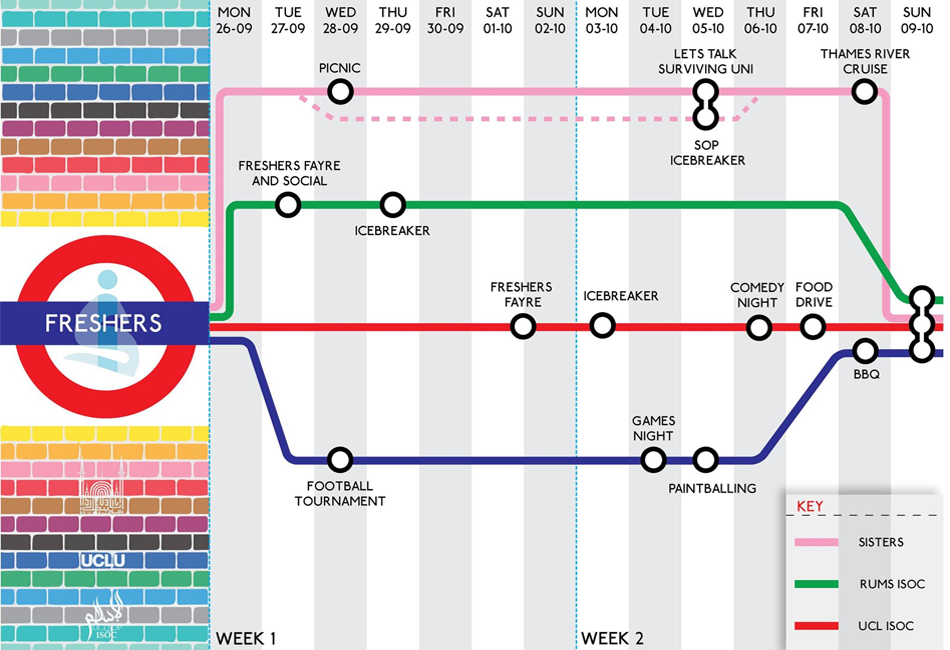 MON TUE WED THU FRI SAT SUN MON TUE WED THU FRI SAT SUN
26-09 27-09 28-09 29-09 30-09 01-10 02-10 03-10 04-10 05-10 06-10 07-10 08-10 09-10
PICNIC
LETS TALK
SURVIVING UNI
THAMES RIVER
CRUISE
SOP
ICEBREAKER
FRESHERS FAYRE
AND SOCIAL
ICEBREAKER
FRESHERS
FRESHERS
FAYRE
ICEBREAKER
COMEDY
NIGHT
FOOD
DRIVE
BBQ
FOOTBALL
TOURNAMENT
GAMES
NIGHT
PAINTBALLING
KEY
SISTERS
RUMS ISOC
UCL ISOC
UCLU
ISOC
WEEK 1
WEEK 2